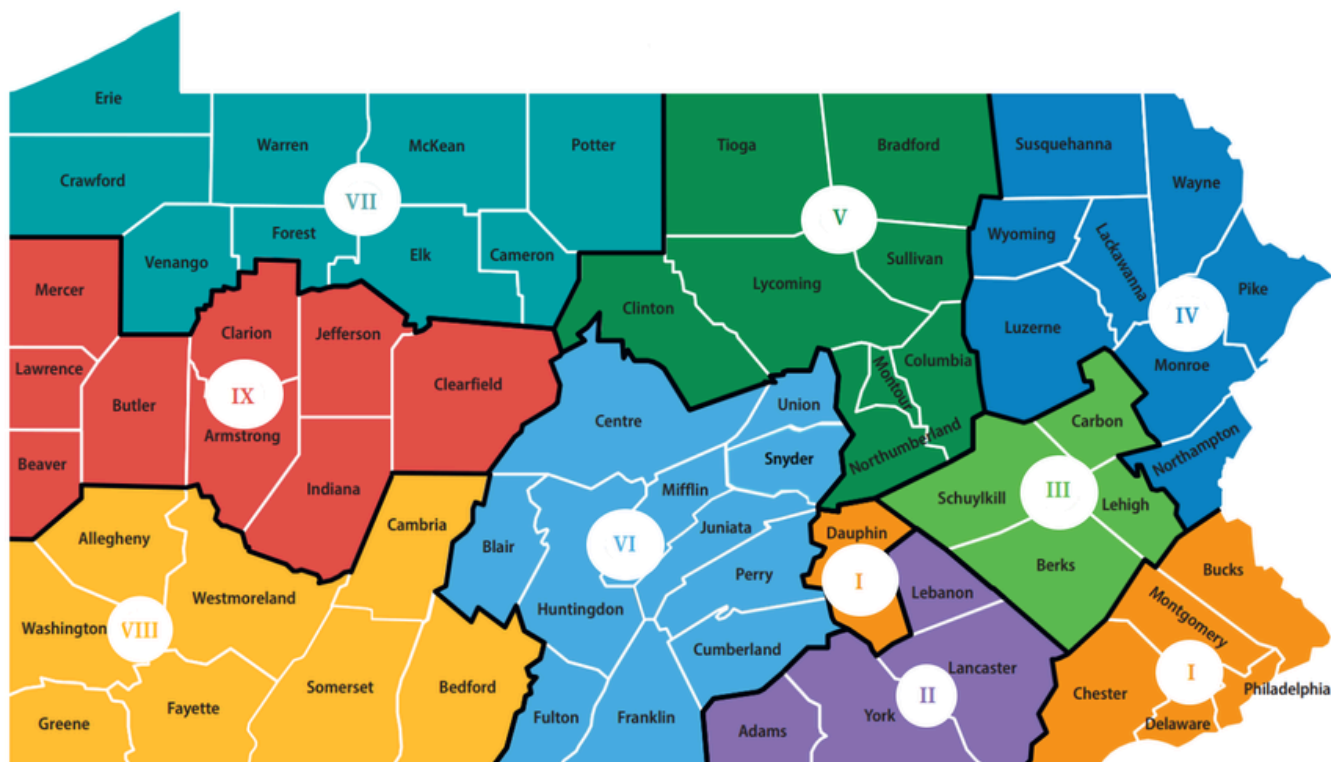 Erie
Crawford
Warren
McKean
Potter
VII
Forest
Venango
Elk
Cameron
Tioga
Bradford
V
Sullivan
Lycoming
Clinton
Columbia
Montour
Northumberland
Susquehanna
Wayne
Wyoming
Lackawanna
Pike
IV
Luzerne
Monroe
Northampton
Mercer
Lawrence
Beaver
Butler
Clarion
Jefferson
Clearfield
IX
Armstrong
Indiana
Centre
Union
Snyder
Mifflin
Juniata
Blair
VI
Perry
Huntingdon
Cumberland
Fulton
Franklin
Carbon
Schuylkill
III
Lehigh
Berks
Allegheny
Cambria
Westmoreland
Washington
VIII
Somerset
Bedford
Fayette
Greene
Dauphin
I
Lebanon
Lancaster
II
York
Adams
Bucks
Montgomery
I
Chester
Philadelphia
Delaware